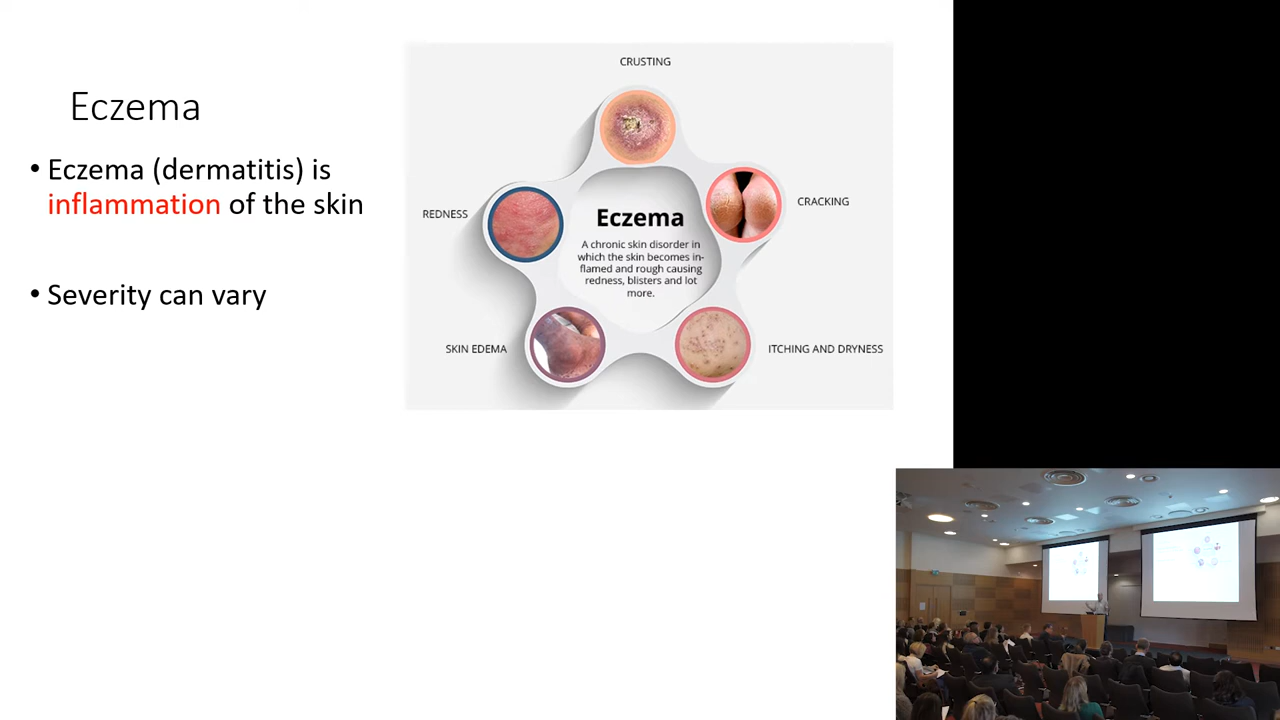 Eczema
• Eczema (dermatitis) is
inflammation of the skin
• Severity can vary
CRUSTING
REDNESS
CRACKING
Eczema
A chronic skin disorder in
which the skin becomes in-
flamed and rough causing
redness, blisters and lot
more.
SKIN EDEMA
ITCHING AND DRYNESS